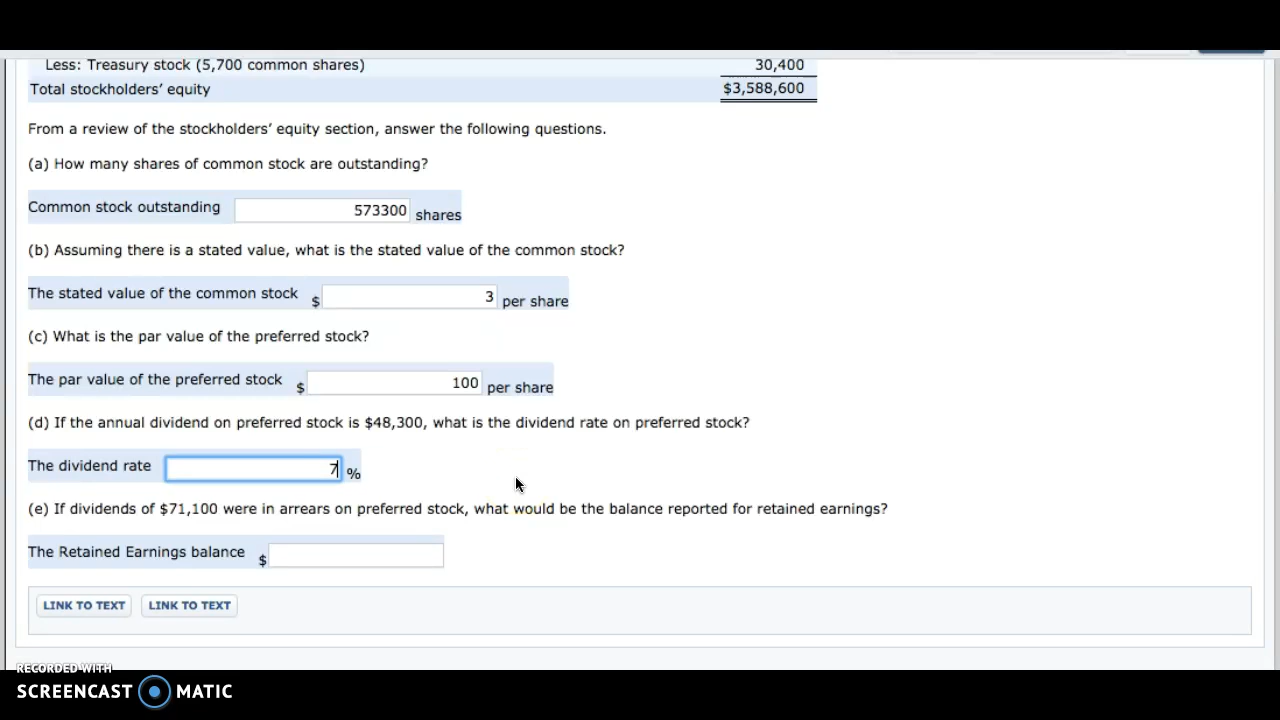 Less: Treasury stock (5,700 common shares) 30,400
Total stockholders’ equity $3,588,600
From a review of the stockholders’ equity section, answer the following questions.
(a) How many shares of common stock are outstanding?
Common stock outstanding 573300 shares
(b) Assuming there is a stated value, what is the stated value of the common stock?
The stated value of the common stock $ 3 per share
(c) What is the par value of the preferred stock?
The par value of the preferred stock $ 100 per share
(d) If the annual dividend on preferred stock is $48,300, what is the dividend rate on preferred stock?
The dividend rate 7 %
(e) If dividends of $71,100 were in arrears on preferred stock, what would be the balance reported for retained earnings?
The Retained Earnings balance $
LINK TO TEXT LINK TO TEXT
RECORDED WITH
SCREENCAST MATIC